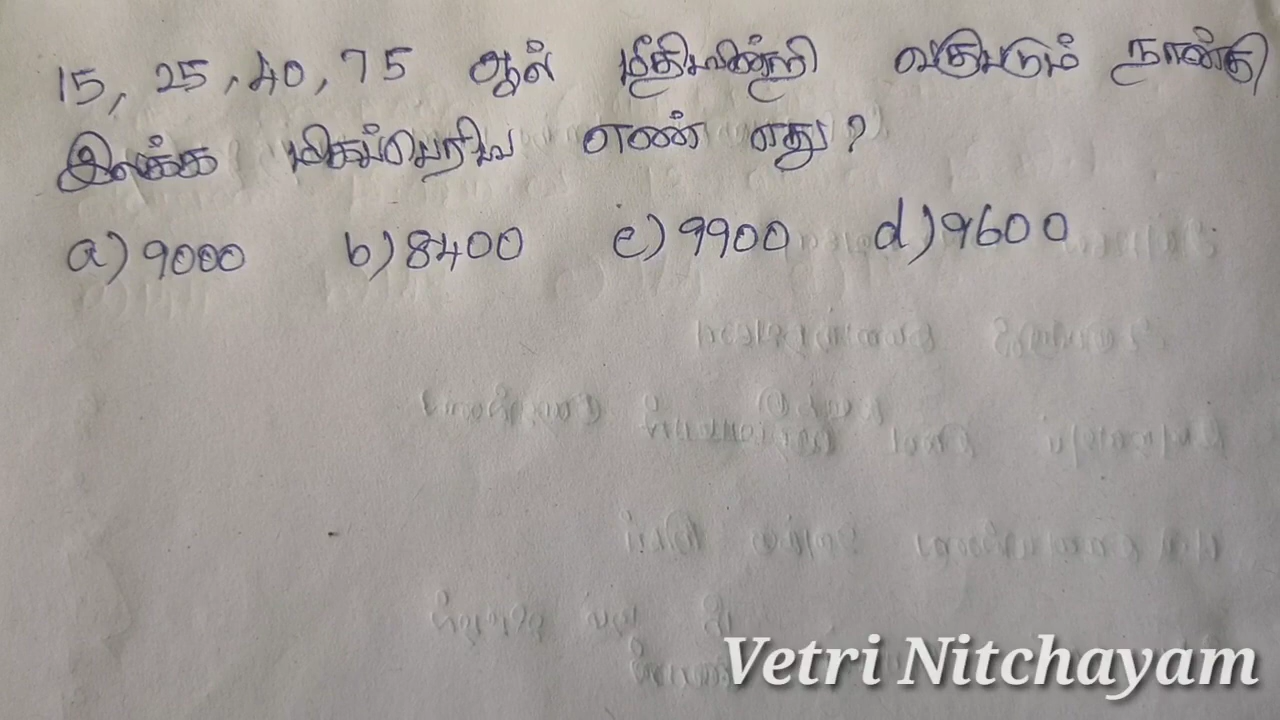 15, 25, 40, 75 ஆல் மீதியின்றி வகுபடும் நான்கு
இலக்க மிகப்பெரிய எண் எது?
a) 9000 b) 8400 c) 9900 d) 9600
Vetri Nitchayam